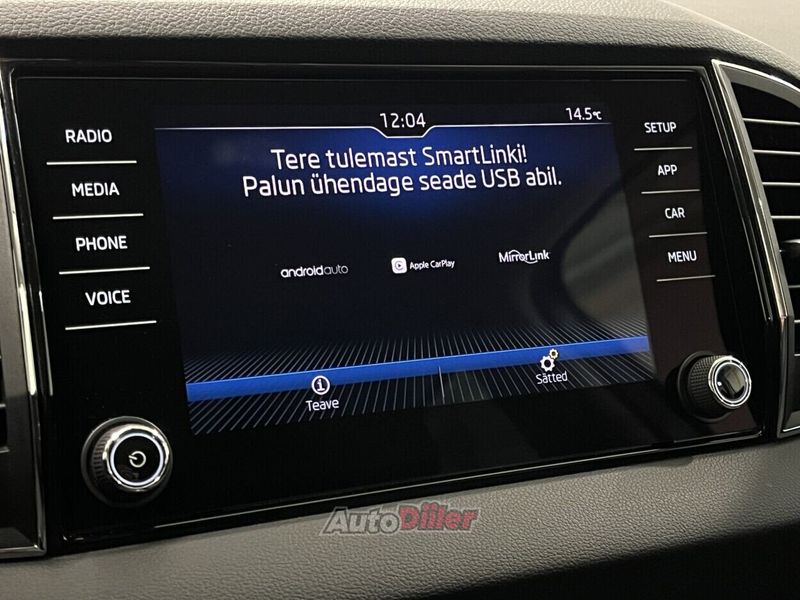 12:04
14.5°C
Tere tulemast SmartLinki!
Palun ühendage seade USB abil.
RADIO
MEDIA
PHONE
VOICE
SETUP
APP
CAR
MENU
androidauto
Apple CarPlay
MirrorLink
Teave
Sätted
AutoDiiler